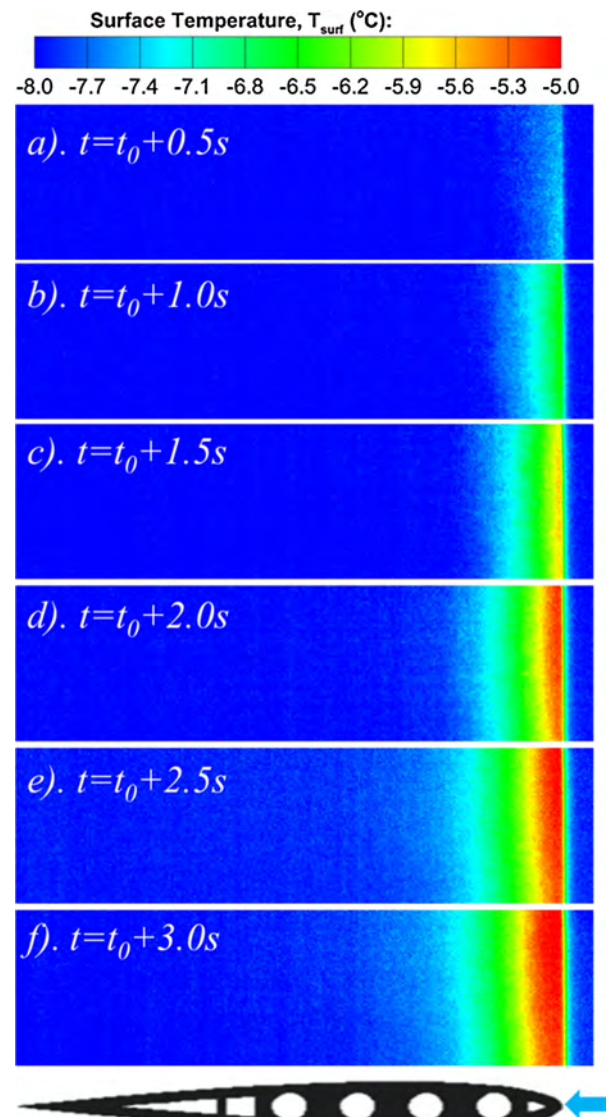 Surface Temperature, T_surf (°C):
-8.0 -7.7 -7.4 -7.1 -6.8 -6.5 -6.2 -5.9 -5.6 -5.3 -5.0
a). t=t₀+0.5s
b). t=t₀+1.0s
c). t=t₀+1.5s
d). t=t₀+2.0s
e). t=t₀+2.5s
f). t=t₀+3.0s